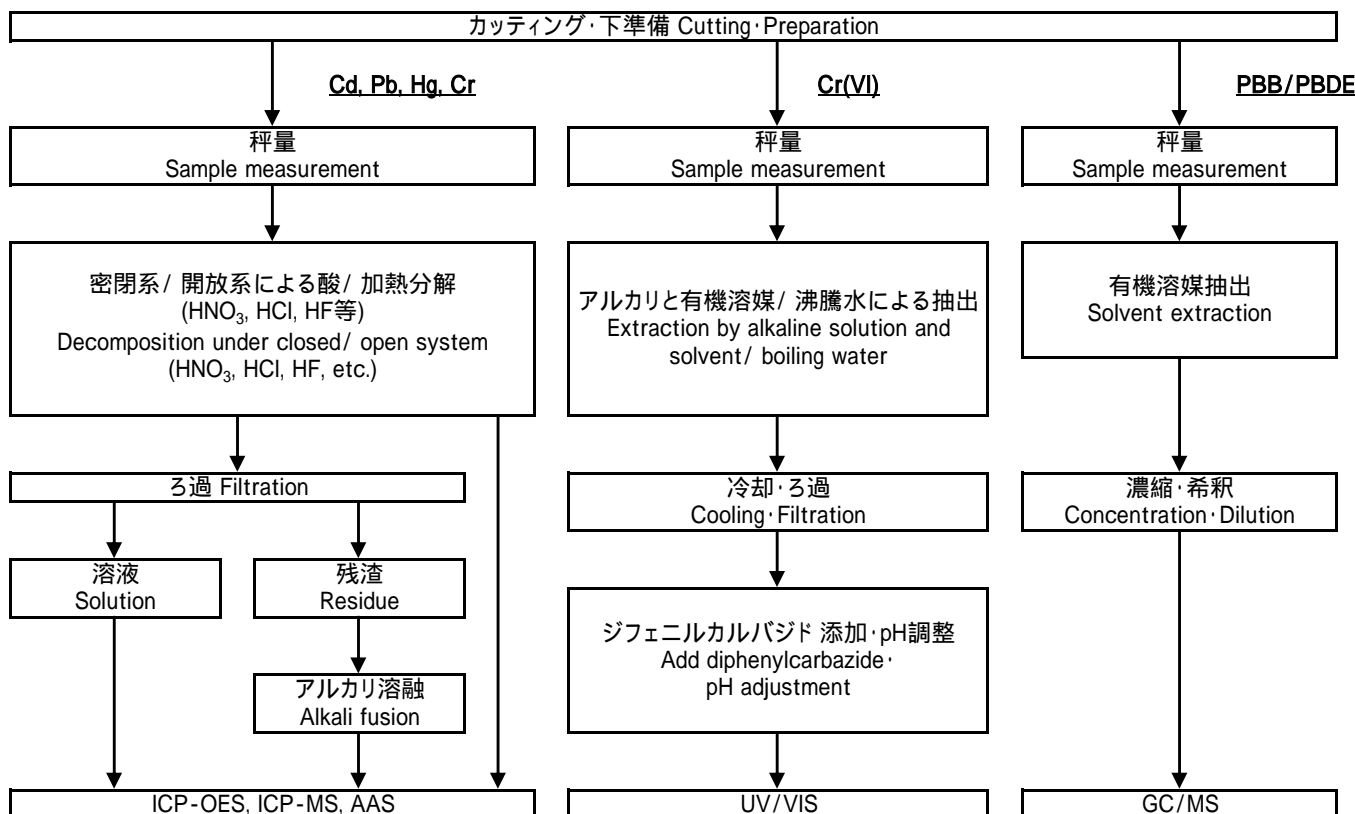 カッティング･下準備 Cutting･Preparation
Cd, Pb, Hg, Cr
Cr(VI)
PBB/PBDE
秤量
Sample measurement
秤量
Sample measurement
秤量
Sample measurement
密閉系/ 開放系による酸/ 加熱分解
(HNO₃, HCl, HF等)
Decomposition under closed/ open system
(HNO₃, HCl, HF, etc.)
アルカリと有機溶媒/ 沸騰水による抽出
Extraction by alkaline solution and
solvent/ boiling water
有機溶媒抽出
Solvent extraction
ろ過 Filtration
冷却･ろ過
Cooling･Filtration
濃縮･希釈
Concentration･Dilution
溶液
Solution
残渣
Residue
アルカリ溶融
Alkali fusion
ジフェニルカルバジド 添加･pH調整
Add diphenylcarbazide･
pH adjustment
ICP-OES, ICP-MS, AAS
UV/VIS
GC/MS